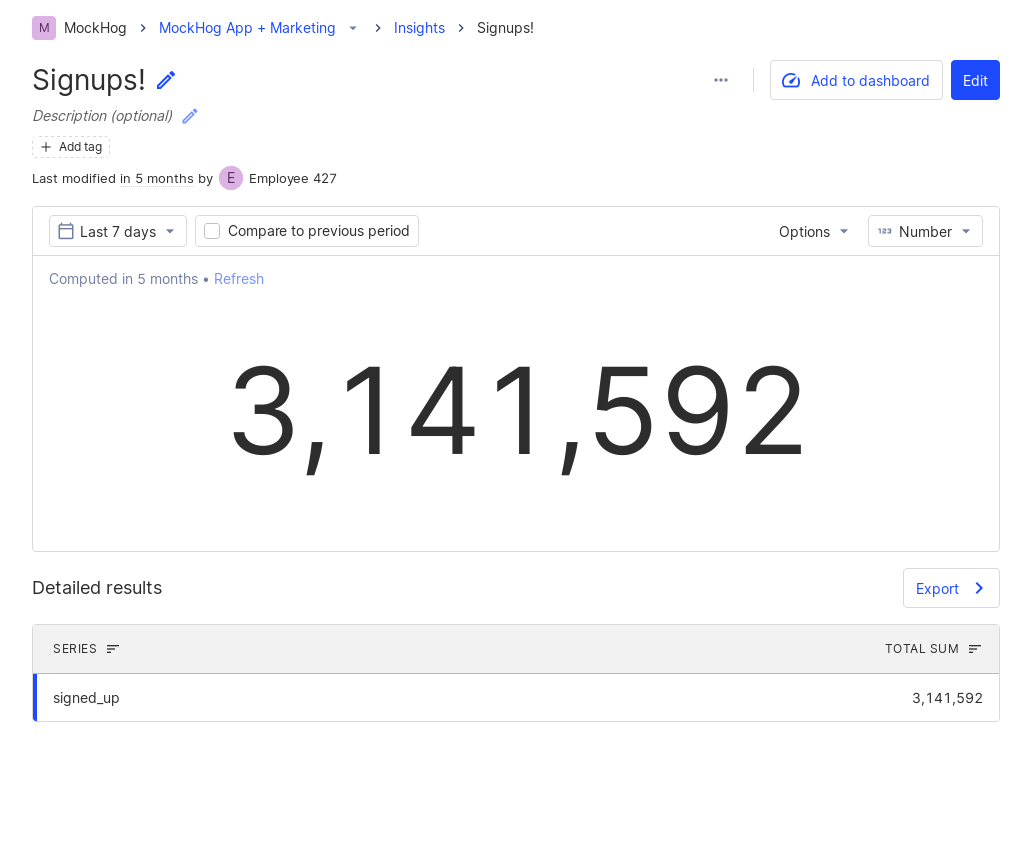 M MockHog > MockHog App + Marketing > Insights > Signups!
Signups!
Add to dashboard Edit
Description (optional)
+ Add tag
Last modified in 5 months by E Employee 427
Last 7 days Compare to previous period Options 123 Number
Computed in 5 months • Refresh
3,141,592
Detailed results
Export
SERIES TOTAL SUM
signed_up 3,141,592